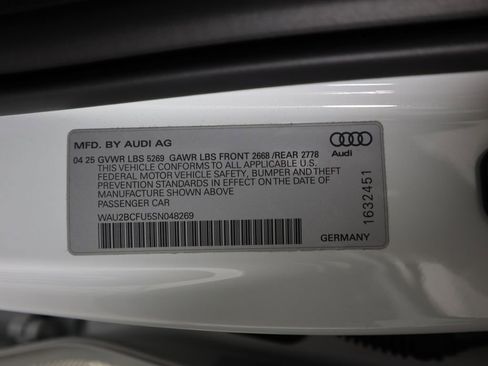 MFD. BY AUDI AG
Audi
04 25 GVWR LBS 5269 GAWR LBS FRONT 2668 /REAR 2778
THIS VEHICLE CONFORMS TO ALL APPLICABLE U.S.
FEDERAL MOTOR VEHICLE SAFETY, BUMPER AND THEFT
PREVENTION STANDARDS IN EFFECT ON THE DATE OF
MANUFACTURE SHOWN ABOVE
PASSENGER CAR
WAU2BCFU5SN048269
1632451
GERMANY